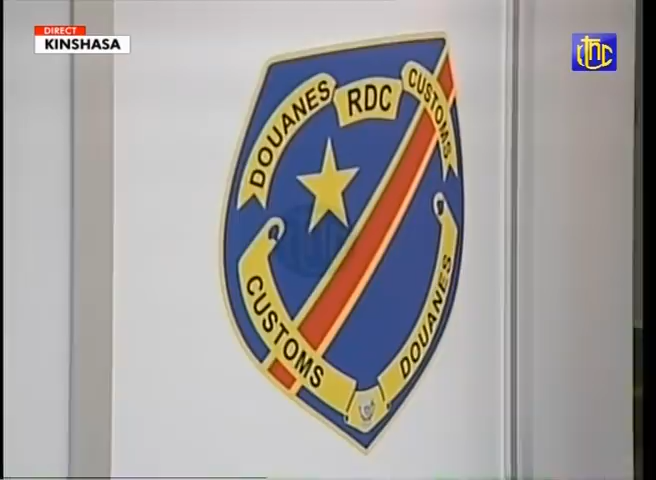 DIRECT
KINSHASA
DOUANES
RDC
CUSTOMS
CUSTOMS
DOUANES